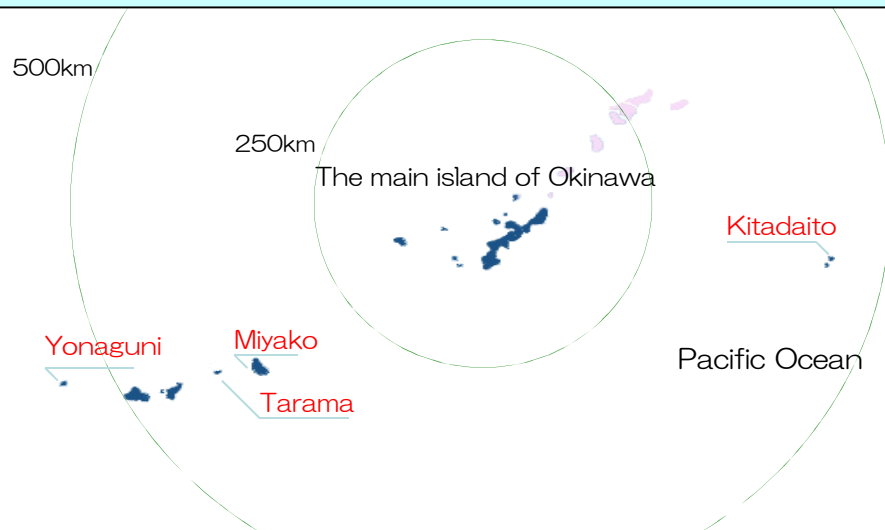 500km
250km
The main island of Okinawa
Kitadaito
Yonaguni
Miyako
Pacific Ocean
Tarama